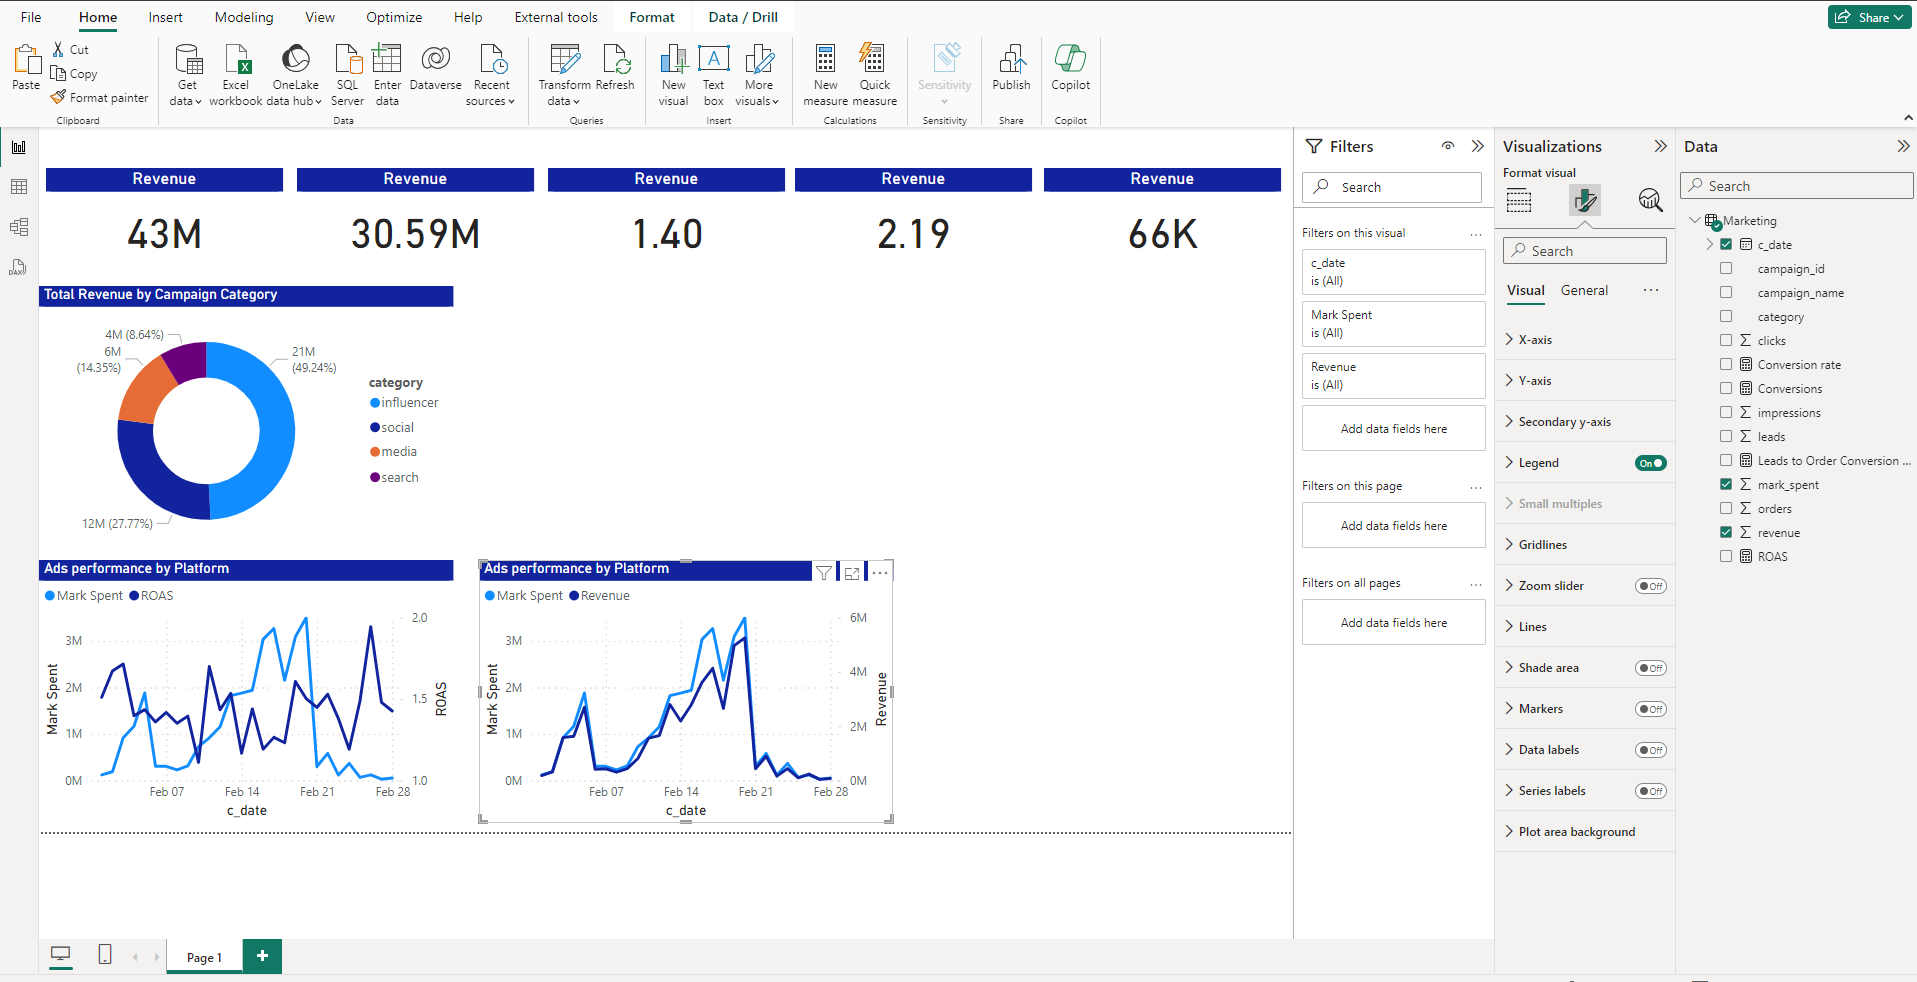 File Home Insert Modeling View Optimize Help External tools Format Data / Drill Share
Paste
Cut
Copy
Format painter
Clipboard
Get data
Excel workbook
OneLake data hub
SQL Server
Enter data
Dataverse
Recent sources
Data
Transform data
Refresh
Queries
New visual
Text box
More visuals
Insert
New measure
Quick measure
Calculations
Sensitivity
Sensitivity
Publish
Share
Copilot
Copilot
Revenue
43M
Revenue
30.59M
Revenue
1.40
Revenue
2.19
Revenue
66K
Total Revenue by Campaign Category
4M (8.64%)
6M
(14.35%)
21M
(49.24%)
12M (27.77%)
category
influencer
social
media
search
Ads performance by Platform
Mark Spent ROAS
3M
2M
1M
0M
Mark Spent
2.0
1.5
1.0
ROAS
Feb 07 Feb 14 Feb 21 Feb 28
c_date
Ads performance by Platform
Mark Spent Revenue
3M
2M
1M
0M
Mark Spent
6M
4M
2M
0M
Revenue
Feb 07 Feb 14 Feb 21 Feb 28
c_date
Page 1
Filters
Search
Filters on this visual
c_date
is (All)
Mark Spent
is (All)
Revenue
is (All)
Add data fields here
Filters on this page
Add data fields here
Filters on all pages
Add data fields here
Visualizations
Format visual
Search
Visual General
X-axis
Y-axis
Secondary y-axis
Legend On
Small multiples
Gridlines
Zoom slider Off
Lines
Shade area Off
Markers Off
Data labels Off
Series labels Off
Plot area background
Data
Search
Marketing
c_date
campaign_id
campaign_name
category
clicks
Conversion rate
Conversions
impressions
leads
Leads to Order Conversion ...
mark_spent
orders
revenue
ROAS
DAX